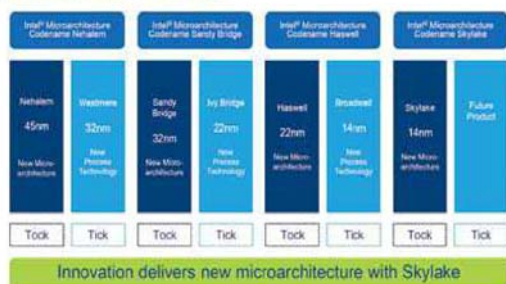 Intel® Microarchitecture
Codename Nehalem
Intel® Microarchitecture
Codename Sandy Bridge
Intel® Microarchitecture
Codename Haswell
Intel® Microarchitecture
Codename Skylake
Nehalem
45nm
New Micro-
architecture
Westmere
32nm
New
Process
Technology
Sandy
Bridge
32nm
New Micro-
architecture
Ivy Bridge
22nm
New
Process
Technology
Haswell
22nm
New Micro-
architecture
Broadwell
14nm
New
Process
Technology
Skylake
14nm
New Micro-
architecture
Future
Product
Tock
Tick
Tock
Tick
Tock
Tick
Tock
Tick
Innovation delivers new microarchitecture with Skylake